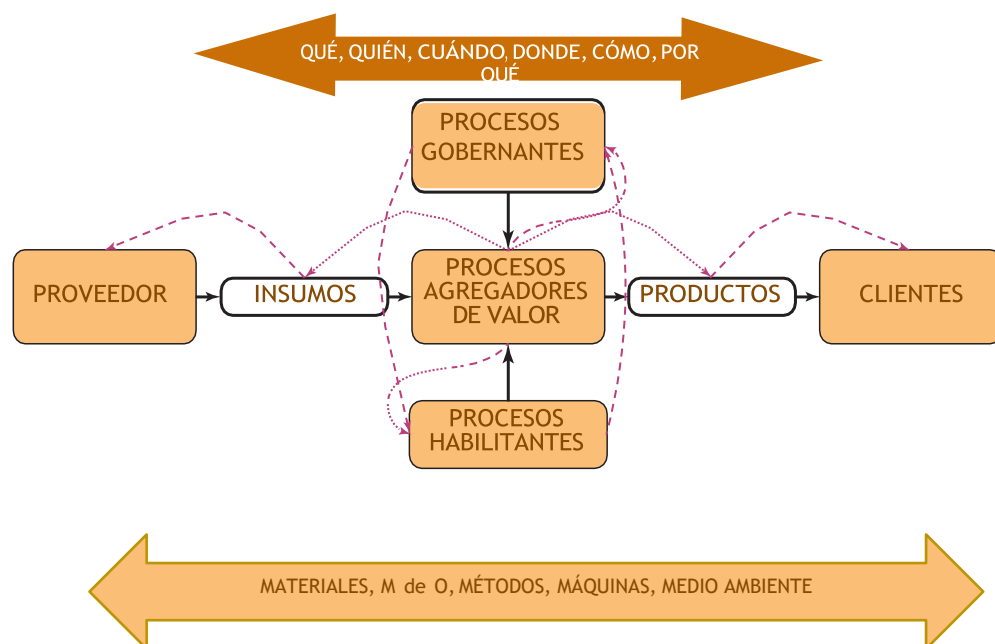 QUÉ, QUIÉN, CUÁNDO, DONDE, CÓMO, POR
QUÉ
PROCESOS
GOBERNANTES
PROVEEDOR
INSUMOS
PROCESOS
AGREGADORES
DE VALOR
PRODUCTOS
CLIENTES
PROCESOS
HABILITANTES
MATERIALES, M de O, MÉTODOS, MÁQUINAS, MEDIO AMBIENTE